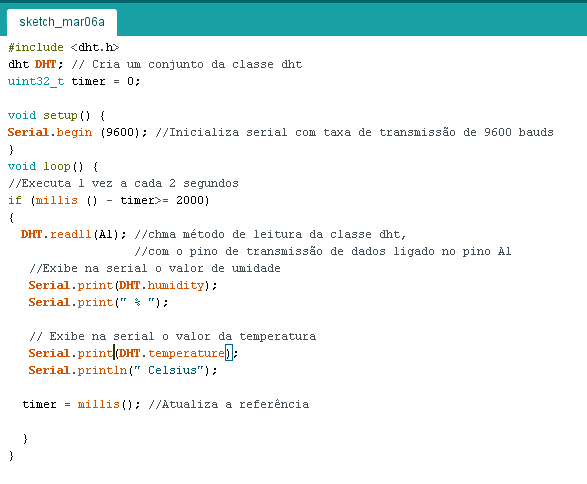 sketch_mar06a
#include <dht.h>
dht DHT; // Cria um conjunto da classe dht
uint32_t timer = 0;
void setup() {
Serial.begin (9600); //Inicializa serial com taxa de transmissão de 9600 bauds
}
void loop() {
//Executa 1 vez a cada 2 segundos
if (millis () - timer>= 2000)
{
DHT.read11(A1); //chma método de leitura da classe dht,
//com o pino de transmissão de dados ligado no pino A1
//Exibe na serial o valor de umidade
Serial.print(DHT.humidity);
Serial.print(" % ");
// Exibe na serial o valor da temperatura
Serial.print(DHT.temperature);
Serial.println(" Celsius");
timer = millis(); //Atualiza a referência
}
}